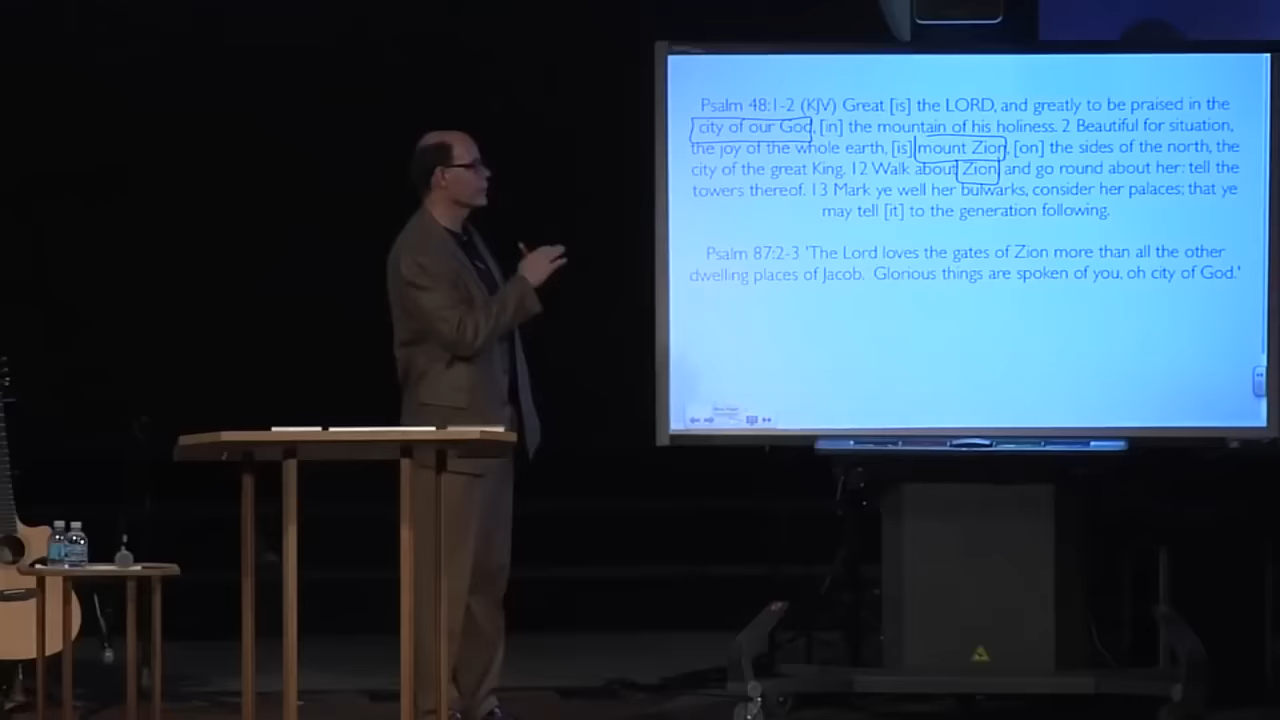 Psalm 48:1-2 (KJV) Great [is] the LORD, and greatly to be praised in the
city of our God, [in] the mountain of his holiness. 2 Beautiful for situation,
the joy of the whole earth, [is] mount Zion, [on] the sides of the north, the
city of the great King. 12 Walk about Zion, and go round about her: tell the
towers thereof. 13 Mark ye well her bulwarks, consider her palaces; that ye
may tell [it] to the generation following.
Psalm 87:2-3 'The Lord loves the gates of Zion more than all the other
dwelling places of Jacob. Glorious things are spoken of you, oh city of God.'